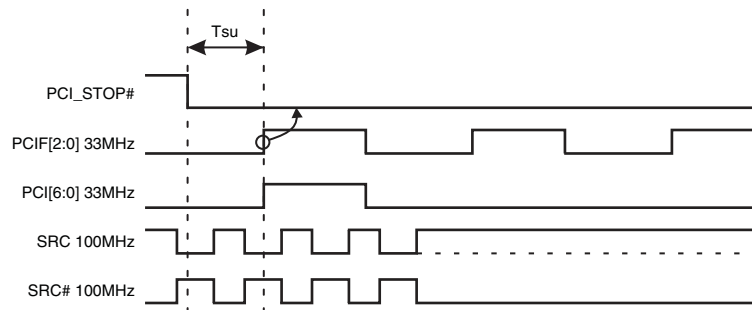 Tsu
PCI_STOP#
PCIF[2:0] 33MHz
PCI[6:0] 33MHz
SRC 100MHz
SRC# 100MHz